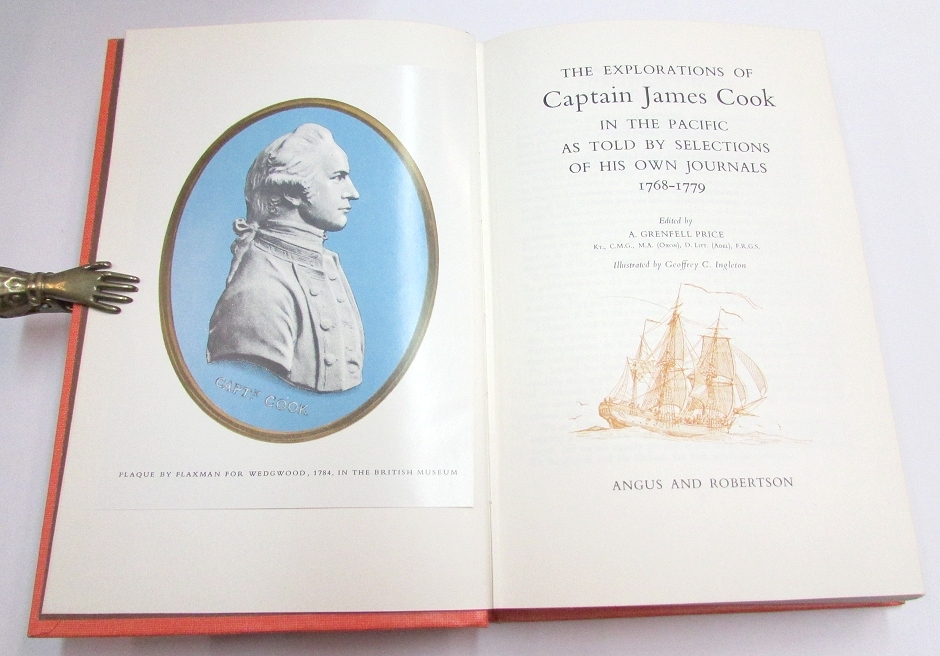 CAPTN COOK
PLAQUE BY FLAXMAN FOR WEDGWOOD, 1784, IN THE BRITISH MUSEUM
THE EXPLORATIONS OF
Captain James Cook
IN THE PACIFIC
AS TOLD BY SELECTIONS
OF HIS OWN JOURNALS
1768–1779
Edited by
A. GRENFELL PRICE
Kt., C.M.G., M.A. (Oxon), D. Litt. (Adel), F.R.G.S.
Illustrated by Geoffrey C. Ingleton
ANGUS AND ROBERTSON